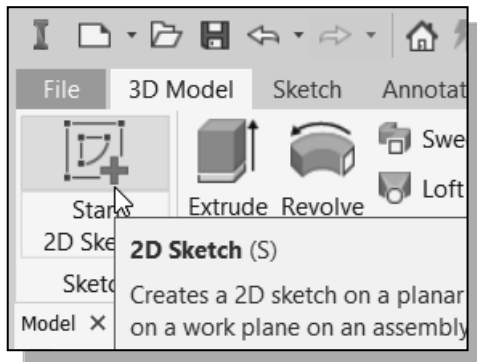 File 3D Model Sketch Annotat
Swe
Loft
Extrude Revolve
Star
2D Ske
Sketc
2D Sketch (S)
Creates a 2D sketch on a planar
on a work plane on an assembly
Model ×